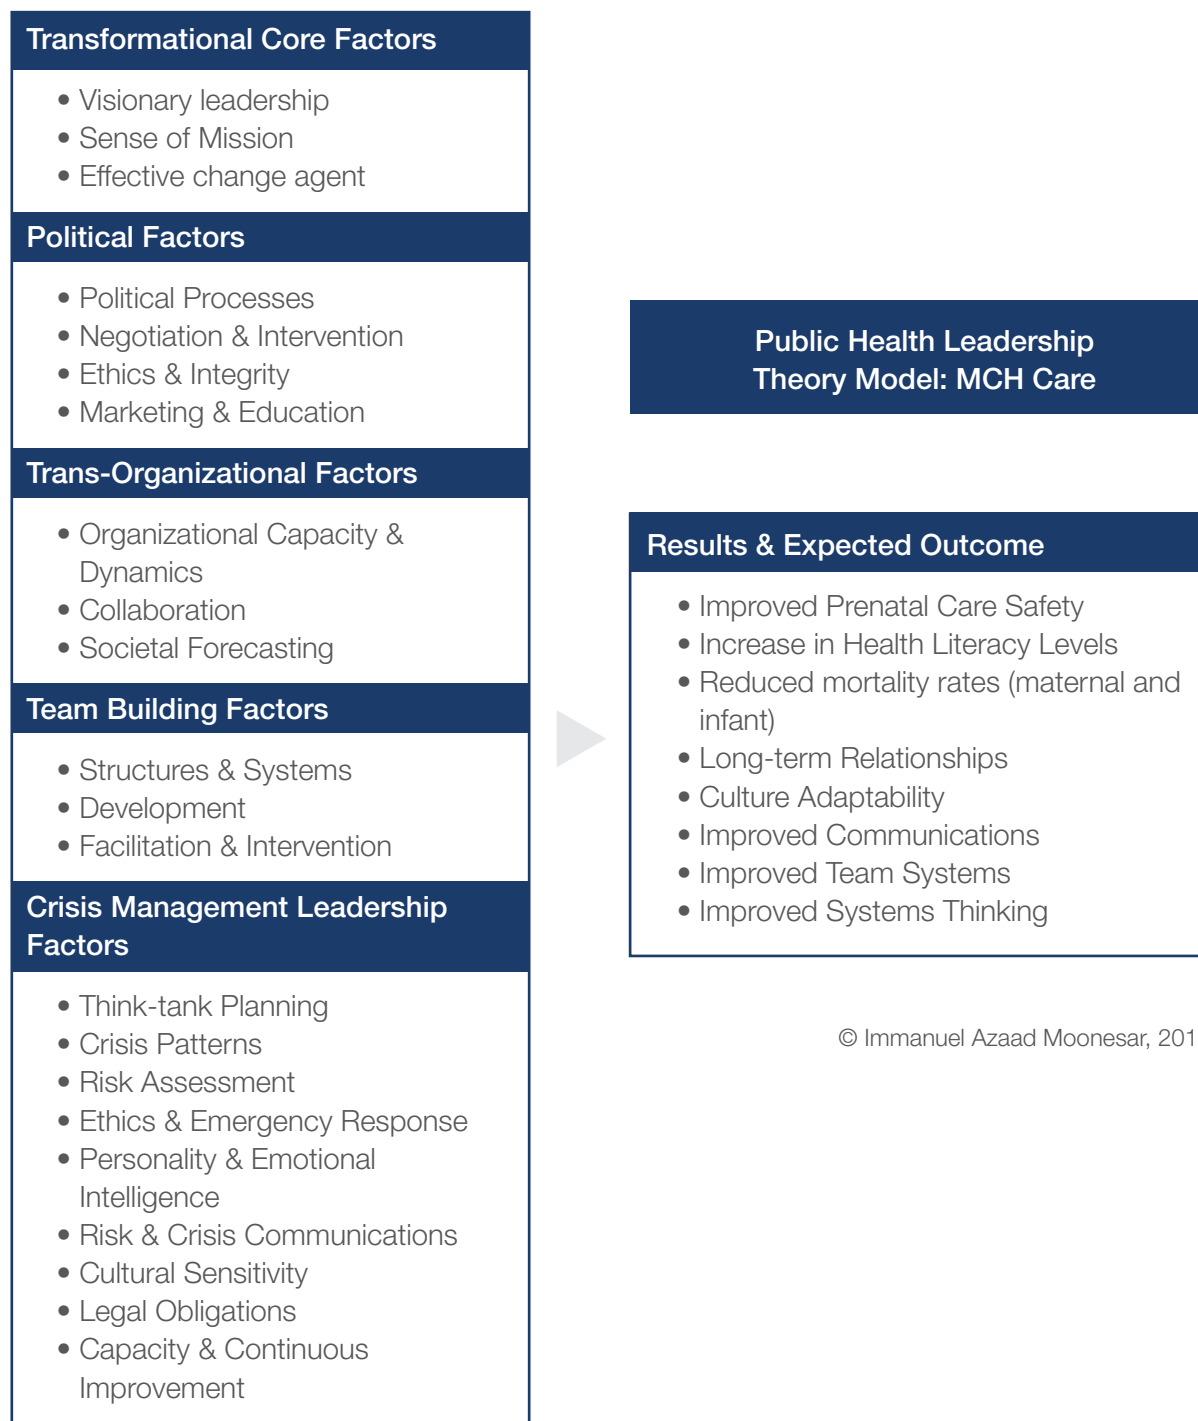 Transformational Core Factors
• Visionary leadership
• Sense of Mission
• Effective change agent
Political Factors
• Political Processes
• Negotiation & Intervention
• Ethics & Integrity
• Marketing & Education
Trans-Organizational Factors
• Organizational Capacity &
Dynamics
• Collaboration
• Societal Forecasting
Team Building Factors
• Structures & Systems
• Development
• Facilitation & Intervention
Crisis Management Leadership
Factors
• Think-tank Planning
• Crisis Patterns
• Risk Assessment
• Ethics & Emergency Response
• Personality & Emotional
Intelligence
• Risk & Crisis Communications
• Cultural Sensitivity
• Legal Obligations
• Capacity & Continuous
Improvement
Public Health Leadership
Theory Model: MCH Care
Results & Expected Outcome
• Improved Prenatal Care Safety
• Increase in Health Literacy Levels
• Reduced mortality rates (maternal and
infant)
• Long-term Relationships
• Culture Adaptability
• Improved Communications
• Improved Team Systems
• Improved Systems Thinking
© Immanuel Azaad Moonesar, 201